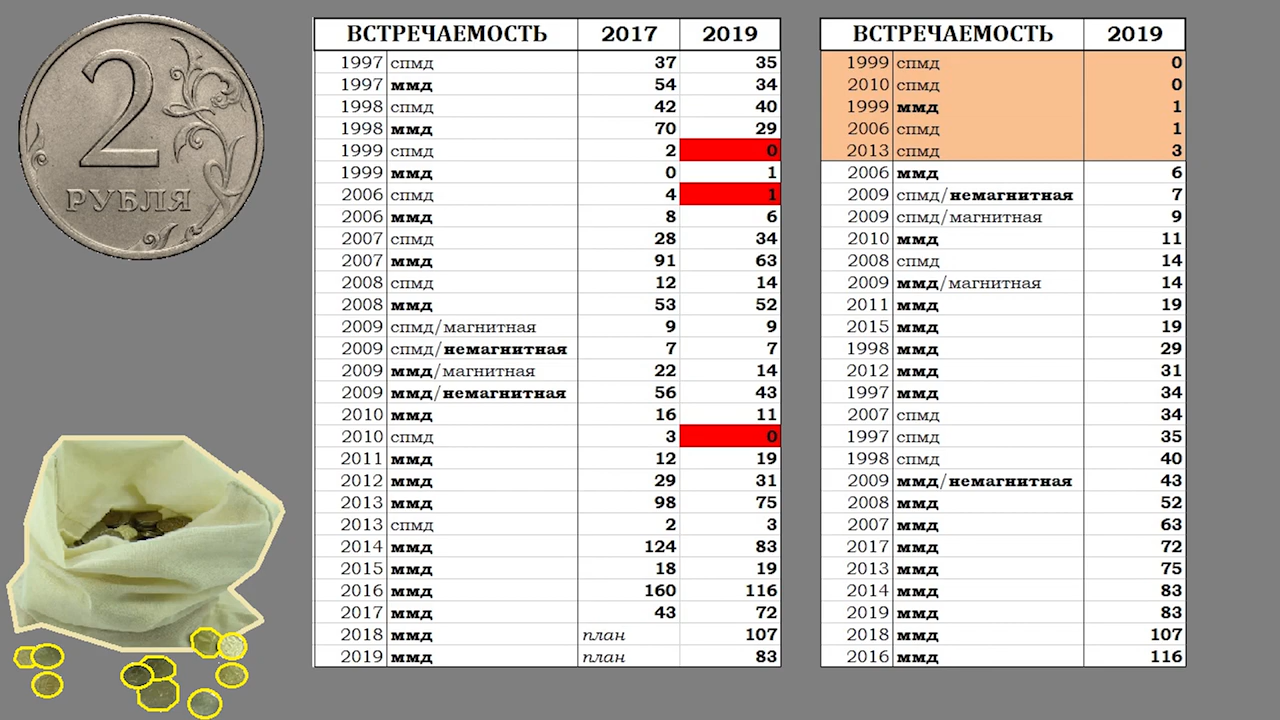 2
РУБЛЯ
ВСТРЕЧАЕМОСТЬ 2017 2019
1997 спмд 37 35
1997 ммд 54 34
1998 спмд 42 40
1998 ммд 70 29
1999 спмд 2 0
1999 ммд 0 1
2006 спмд 4 1
2006 ммд 8 6
2007 спмд 28 34
2007 ммд 91 63
2008 спмд 12 14
2008 ммд 53 52
2009 спмд/магнитная 9 9
2009 спмд/немагнитная 7 7
2009 ммд/магнитная 22 14
2009 ммд/немагнитная 56 43
2010 ммд 16 11
2010 спмд 3 0
2011 ммд 12 19
2012 ммд 29 31
2013 ммд 98 75
2013 спмд 2 3
2014 ммд 124 83
2015 ммд 18 19
2016 ммд 160 116
2017 ммд 43 72
2018 ммд план 107
2019 ммд план 83
ВСТРЕЧАЕМОСТЬ 2019
1999 спмд 0
2010 спмд 0
1999 ммд 1
2006 спмд 1
2013 спмд 3
2006 ммд 6
2009 спмд/немагнитная 7
2009 спмд/магнитная 9
2010 ммд 11
2008 спмд 14
2009 ммд/магнитная 14
2011 ммд 19
2015 ммд 19
1998 ммд 29
2012 ммд 31
1997 ммд 34
2007 спмд 34
1997 спмд 35
1998 спмд 40
2009 ммд/немагнитная 43
2008 ммд 52
2007 ммд 63
2017 ммд 72
2013 ммд 75
2014 ммд 83
2019 ммд 83
2018 ммд 107
2016 ммд 116